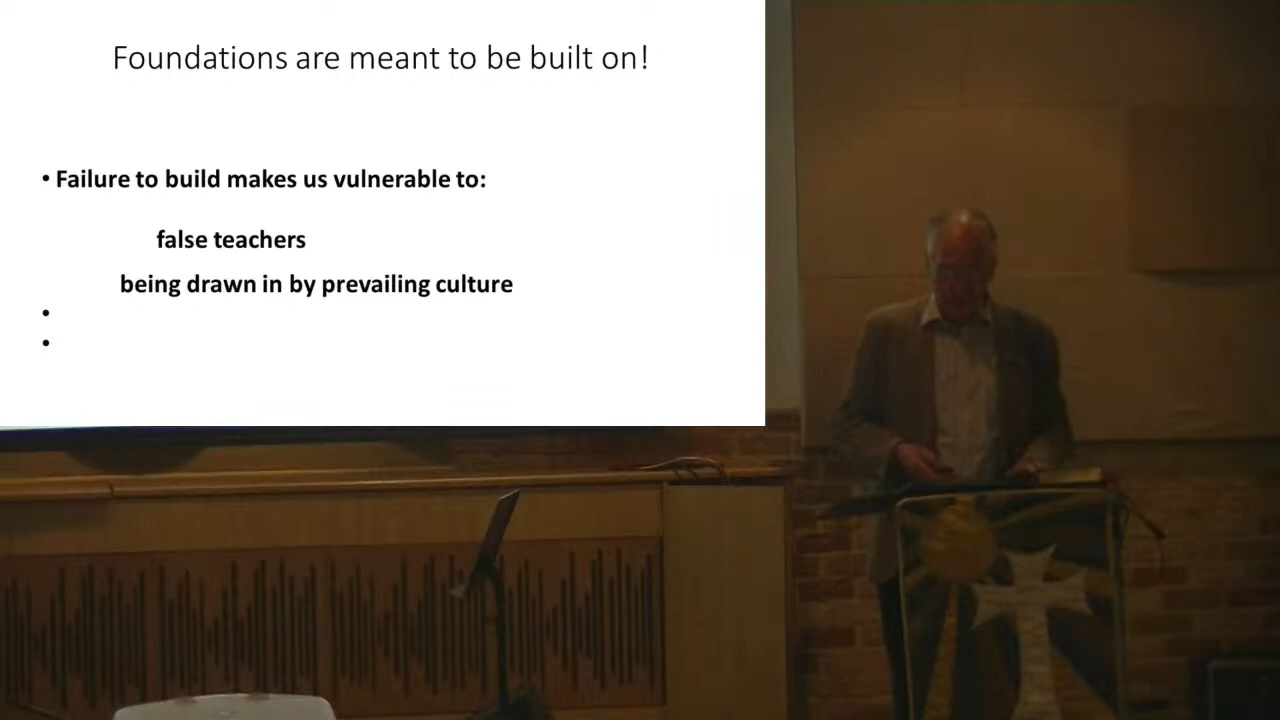 Foundations are meant to be built on!
• Failure to build makes us vulnerable to:
false teachers
being drawn in by prevailing culture
•
•